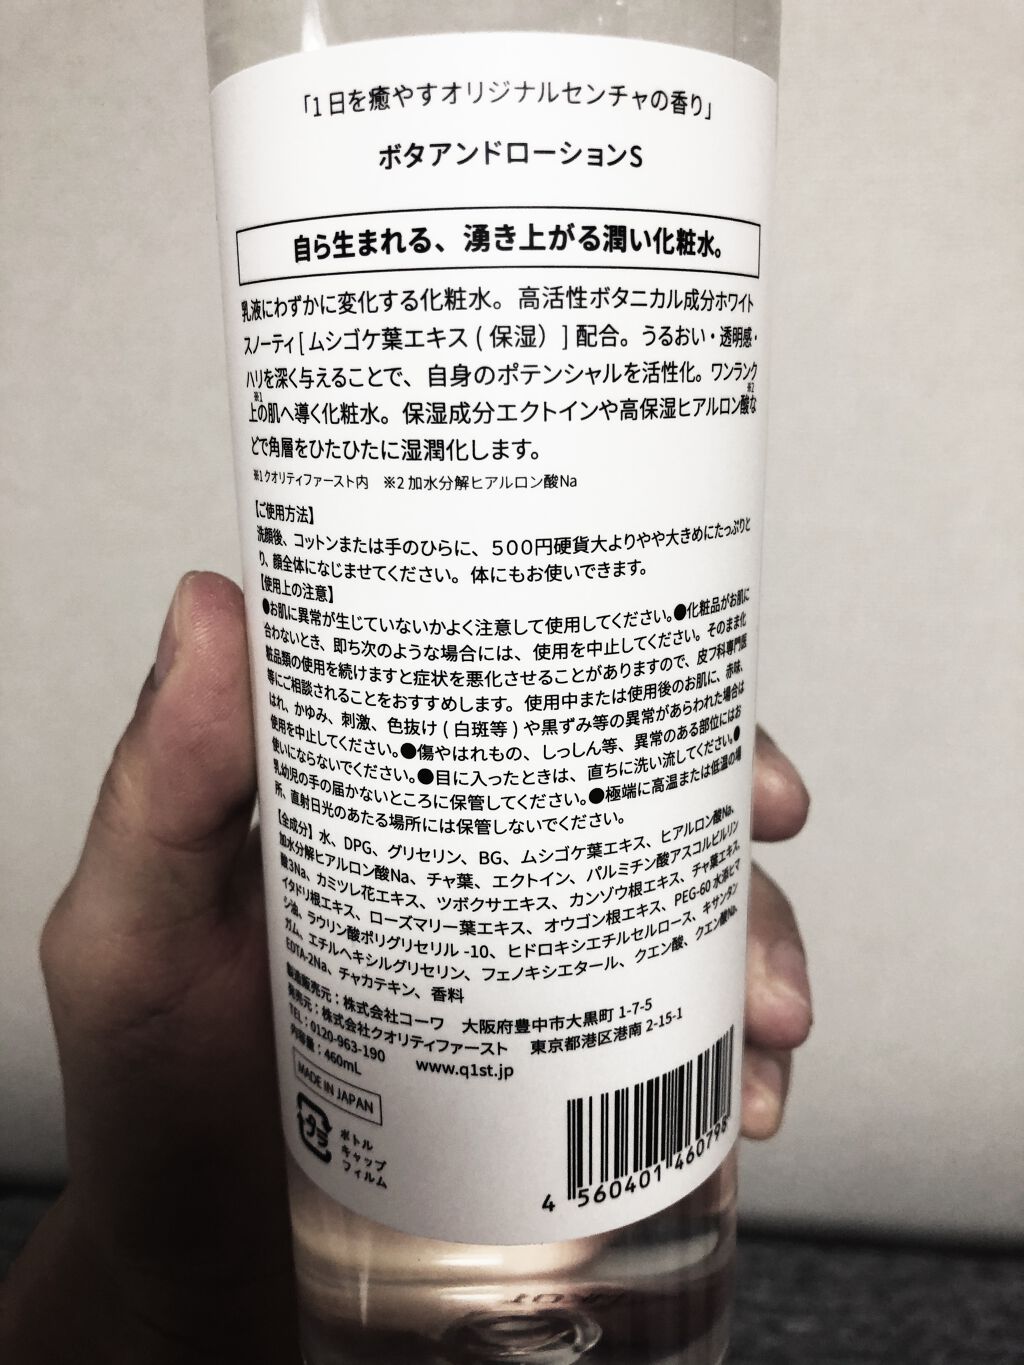 「1日を癒やすオリジナルセンチャの香り」
ボタアンドローションS
自ら生まれる、湧き上がる潤い化粧水。
乳液にわずかに変化する化粧水。高活性ボタニカル成分ホワイト
スノーティ[ムシゴケ葉エキス(保湿)]配合。うるおい・透明感・
ハリを深く与えることで、自身のポテンシャルを活性化。ワンランク
※1 ※2
上の肌へ導く化粧水。保湿成分エクトインや高保湿ヒアルロン酸な
どで角層をひたひたに湿潤化します。
※1クオリティファースト内 ※2 加水分解ヒアルロン酸Na
【ご使用方法】
洗顔後、コットンまたは手のひらに、500円硬貨大よりやや大きめにたっぷりと
り、顔全体になじませてください。体にもお使いできます。
【使用上の注意】
●お肌に異常が生じていないかよく注意して使用してください。●化粧品がお肌に
合わないとき、即ち次のような場合には、使用を中止してください。そのまま化
粧品類の使用を続けますと症状を悪化させることがありますので、皮フ科専門医
等にご相談されることをおすすめします。使用中または使用後のお肌に、赤味、
はれ、かゆみ、刺激、色抜け(白斑等)や黒ずみ等の異常があらわれた場合は
使用を中止してください。●傷やはれもの、しっしん等、異常のある部位にはお
使いにならないでください。●目に入ったときは、直ちに洗い流してください。●
乳幼児の手の届かないところに保管してください。●極端に高温または低温の場
所、直射日光のあたる場所には保管しないでください。
【全成分】水、DPG、グリセリン、BG、ムシゴケ葉エキス、ヒアルロン酸Na、
加水分解ヒアルロン酸Na、チャ葉、エクトイン、パルミチン酸アスコルビルリン
酸3Na、カミツレ花エキス、ツボクサエキス、カンゾウ根エキス、チャ葉エキス、
イタドリ根エキス、ローズマリー葉エキス、オウゴン根エキス、PEG-60水添ヒマ
シ油、ラウリン酸ポリグリセリル-10、ヒドロキシエチルセルロース、キサンタン
ガム、エチルヘキシルグリセリン、フェノキシエタノール、クエン酸、クエン酸Na、
EDTA-2Na、チャカテキン、香料
製造販売元：株式会社コーワ 大阪府豊中市大黒町 1-7-5
発売元：株式会社クオリティファースト 東京都港区港南 2-15-1
TEL：0120-963-190 www.q1st.jp
内容量：460mL
MADE IN JAPAN
プラ
ボトル
キャップ
フィルム
4 560401 460798